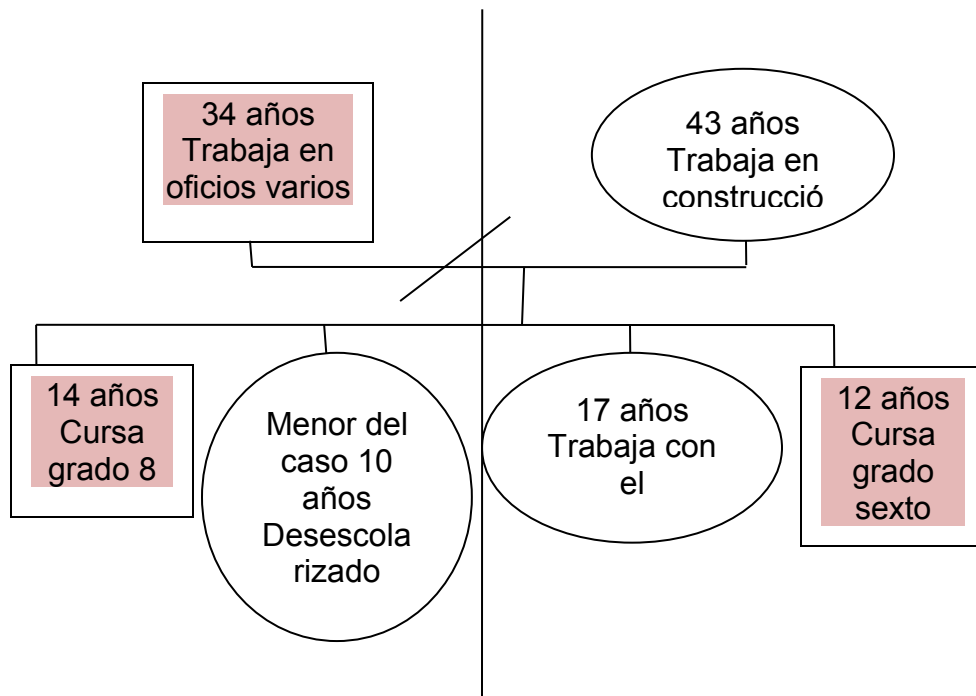 34 años
Trabaja en
oficios varios
43 años
Trabaja en
construcció
14 años
Cursa
grado 8
Menor del
caso 10
años
Desescola
rizado
17 años
Trabaja con
el
12 años
Cursa
grado
sexto